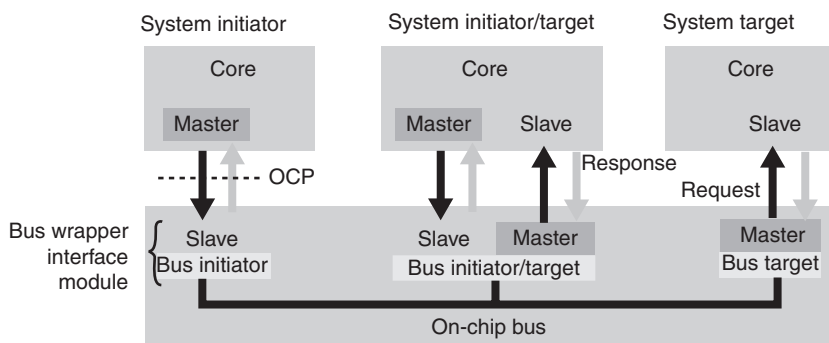 System initiator
System initiator/target
System target
Core
Core
Core
Master
Master
Slave
Slave
OCP
Response
Request
Bus wrapper
interface
module
Slave
Bus initiator
Slave
Master
Bus initiator/target
Master
Bus target
On-chip bus